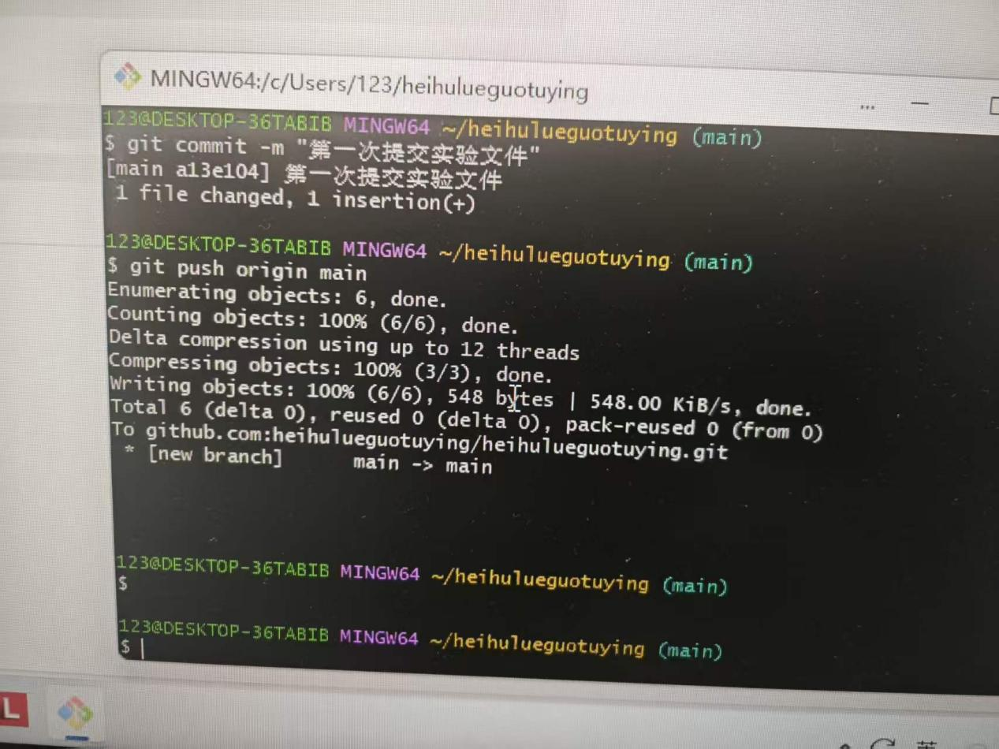 MINGW64:/c/Users/123/heihulueguotuying
123@DESKTOP-36TABIB MINGW64 ~/heihulueguotuying (main)
$ git commit -m "第一次提交实验文件"
[main a13e104] 第一次提交实验文件
1 file changed, 1 insertion(+)
123@DESKTOP-36TABIB MINGW64 ~/heihulueguotuying (main)
$ git push origin main
Enumerating objects: 6, done.
Counting objects: 100% (6/6), done.
Delta compression using up to 12 threads
Compressing objects: 100% (3/3), done.
Writing objects: 100% (6/6), 548 bytes | 548.00 KiB/s, done.
Total 6 (delta 0), reused 0 (delta 0), pack-reused 0 (from 0)
To github.com:heihulueguotuying/heihulueguotuying.git
* [new branch] main -> main
123@DESKTOP-36TABIB MINGW64 ~/heihulueguotuying (main)
$
123@DESKTOP-36TABIB MINGW64 ~/heihulueguotuying (main)
$
L
英